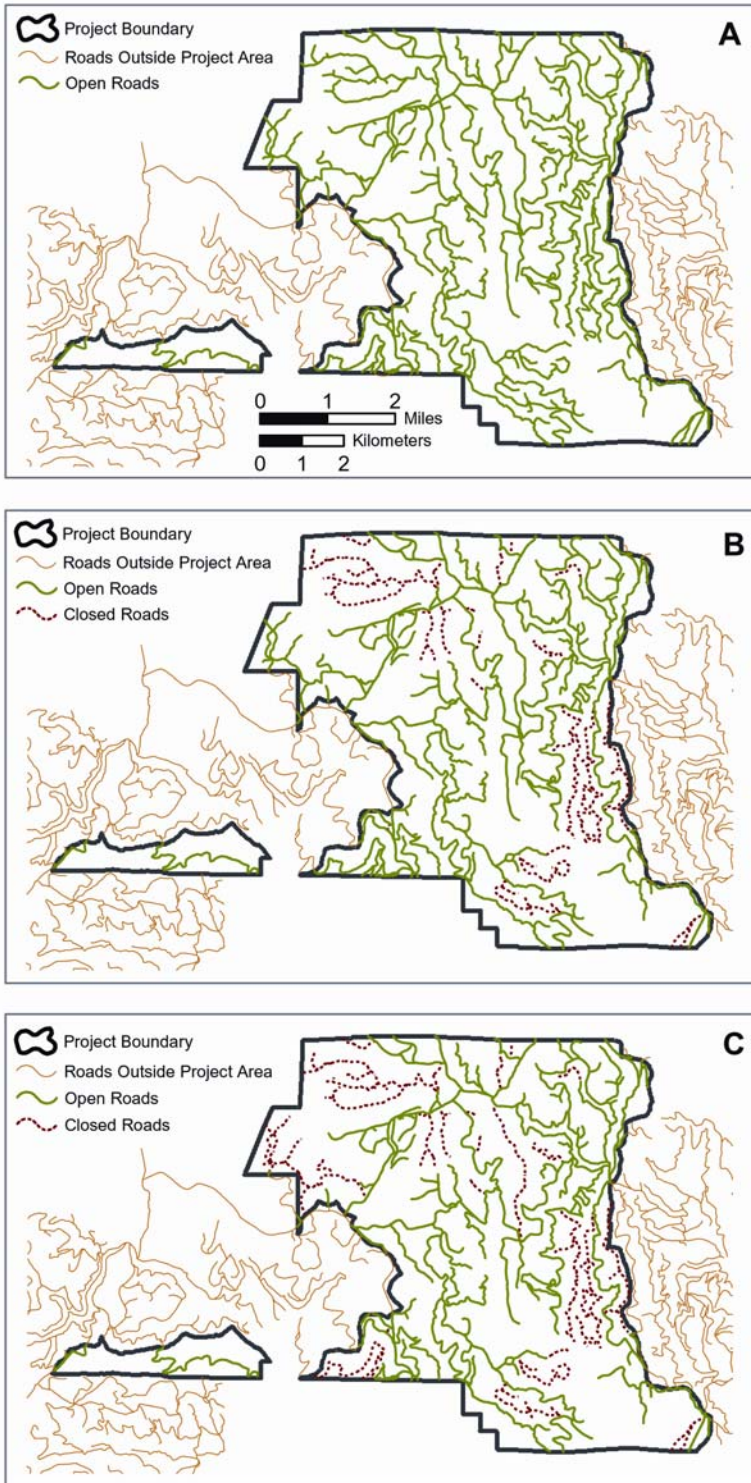 A
Project Boundary
Roads Outside Project Area
Open Roads
0 1 2
Miles
Kilometers
0 1 2
B
Project Boundary
Roads Outside Project Area
Open Roads
Closed Roads
C
Project Boundary
Roads Outside Project Area
Open Roads
Closed Roads